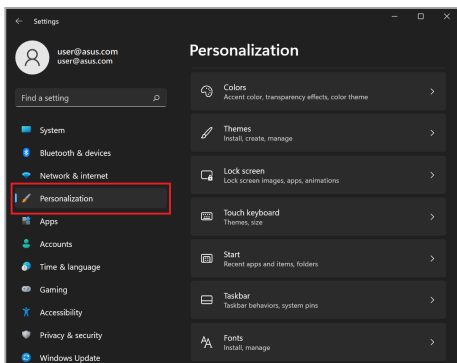 Settings
user@asus.com
user@asus.com
Find a setting
System
Bluetooth & devices
Network & internet
Personalization
Apps
Accounts
Time & language
Gaming
Accessibility
Privacy & security
Windows Update
Personalization
Colors
Accent color, transparency effects, color theme
Themes
Install, create, manage
Lock screen
Lock screen images, apps, animations
Touch keyboard
Themes, size
Start
Recent apps and items, folders
Taskbar
Taskbar behaviors, system pins
Fonts
Install, manage